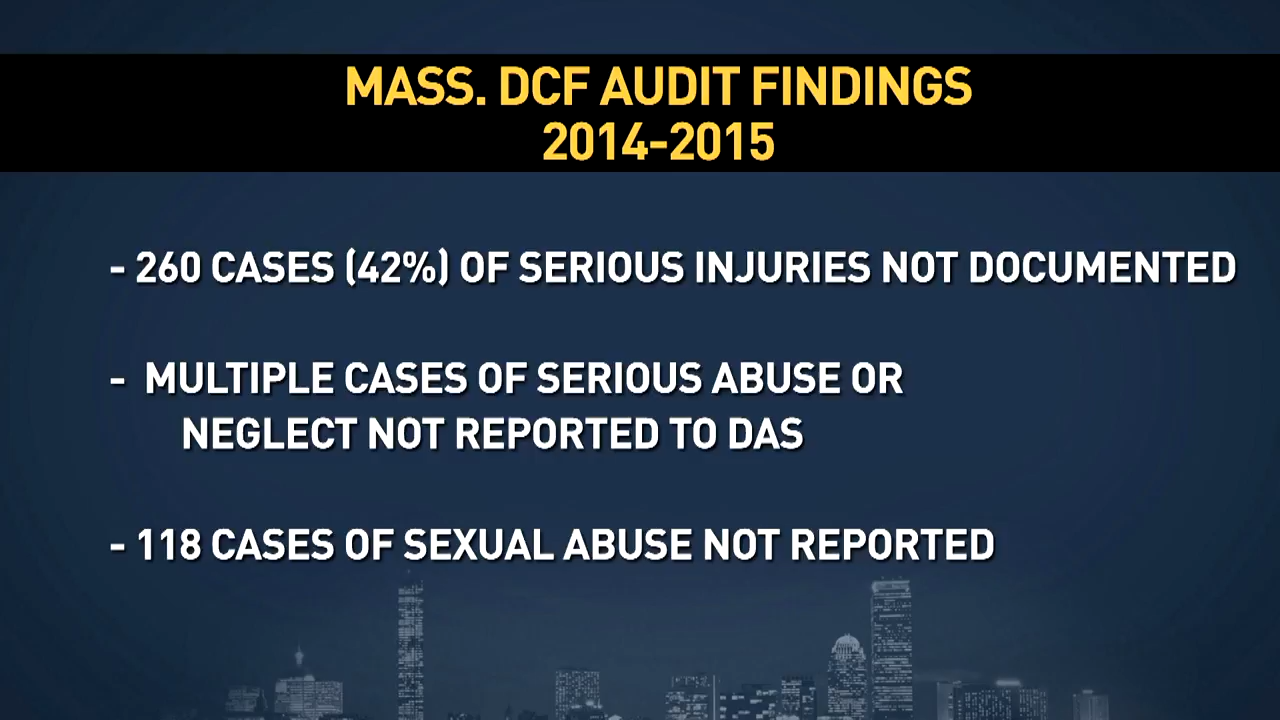 MASS. DCF AUDIT FINDINGS
2014-2015
- 260 CASES (42%) OF SERIOUS INJURIES NOT DOCUMENTED
- MULTIPLE CASES OF SERIOUS ABUSE OR
NEGLECT NOT REPORTED TO DAS
- 118 CASES OF SEXUAL ABUSE NOT REPORTED